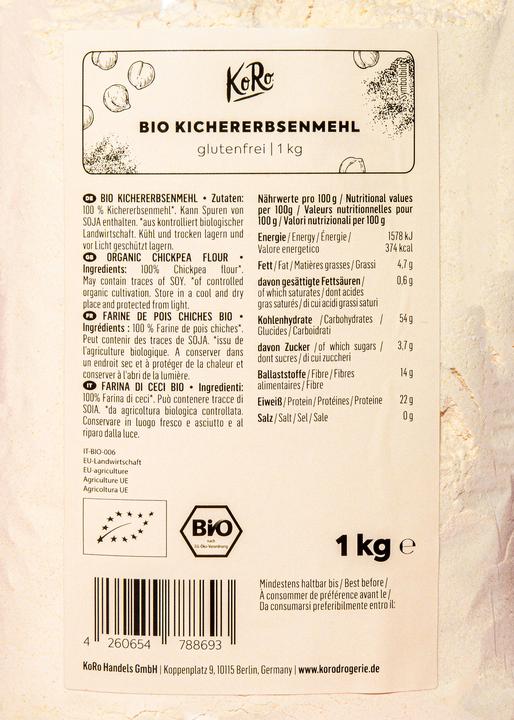 KoRo
Symbolbild
BIO KICHERERBSENMEHL
glutenfrei | 1 kg
DE BIO KICHERERBSENMEHL • Zutaten:
100 % Kichererbsenmehl*. Kann Spuren von
SOJA enthalten. *aus kontrolliert biologischer
Landwirtschaft. Kühl und trocken lagern und
vor Licht geschützt lagern.
GB ORGANIC CHICKPEA FLOUR •
Ingredients: 100% Chickpea flour*.
May contain traces of SOY. *of controlled
organic cultivation. Store in a cool and dry
place and protected from light.
FR FARINE DE POIS CHICHES BIO •
Ingrédients : 100 % Farine de pois chiches*.
Peut contenir des traces de SOJA. *issu de
l'agriculture biologique. A conserver dans
un endroit sec et à protéger de la chaleur et
conserver à l'abri de la lumière.
IT FARINA DI CECI BIO • Ingredienti:
100% Farina di ceci*. Può contenere tracce di
SOIA. *da agricoltura biologica controllata.
Conservare in luogo fresco e asciutto e al
riparo dalla luce.
Nährwerte pro 100 g / Nutritional values
per 100g / Valeurs nutritionnelles pour
100 g / Valori nutrizionali per 100 g
Energie / Energy / Énergie / 1578 kJ
Valore energetico 374 kcal
Fett / Fat / Matières grasses / Grassi 4,7 g
davon gesättigte Fettsäuren / 0,6 g
of which saturates / dont acides
gras saturés / di cui acidi grassi saturi
Kohlenhydrate / Carbohydrates / 54 g
Glucides / Carboidrati
davon Zucker / of which sugars / 3,7 g
dont sucres / di cui zuccheri
Ballaststoffe / Fibre / Fibres 14 g
alimentaires / Fibre
Eiweiß / Protein / Protéines / Proteine 22 g
Salz / Salt / Sel / Sale 0 g
IT-BIO-006
EU-Landwirtschaft
EU-agriculture
Agriculture UE
Agricoltura UE
Bio
nach
EG-Öko-Verordnung
1 kg e
Mindestens haltbar bis / Best before /
À consommer de préférence avant le /
Da consumarsi preferibilmente entro il:
4 260654 788693
KoRo Handels GmbH | Koppenplatz 9, 10115 Berlin, Germany | www.korodrogerie.de